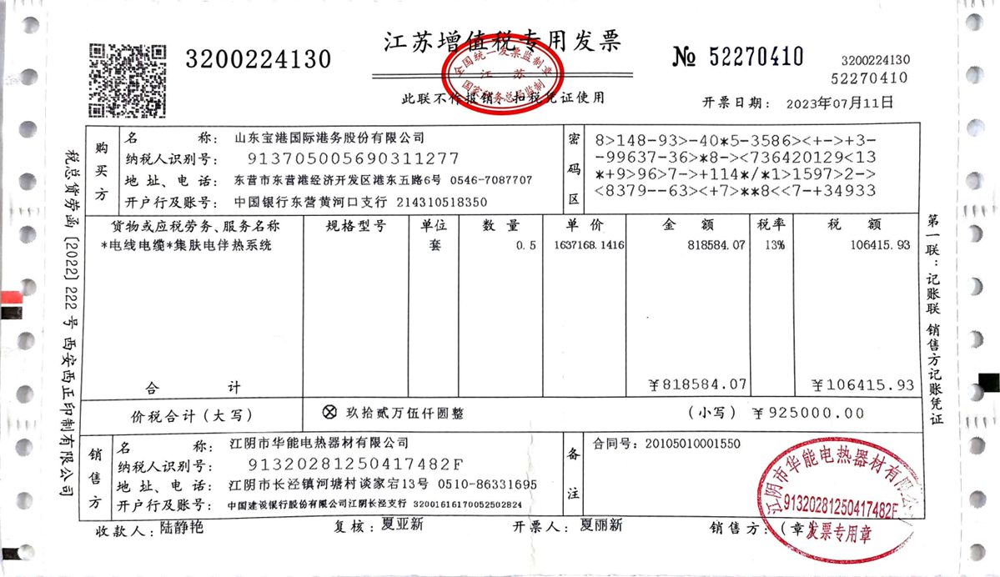 江苏增值税专用发票
3200224130
№ 52270410
3200224130
52270410
全国统一发票监制章
江 苏
国家税务总局监制
此联不作报销、扣税凭证使用
开票日期: 2023年07月11日
税总货劳函 [2022] 222 号 西安西正印制有限公司
购买方
名 称: 山东宝港国际港务股份有限公司
纳税人识别号: 913705005690311277
地 址、电 话: 东营市东营港经济开发区港东五路6号 0546-7087707
开户行及账号: 中国银行东营黄河口支行 214310518350
密码区
8>148-93>-40*5-3586><+->+3-
-99637-36>*8-><736420129<13
*+9>96>7->+114*/*1>1597>2->
<8379--63><+7>**8<<7-+34933
货物或应税劳务、服务名称 规格型号 单位 数 量 单 价 金 额 税率 税 额
*电线电缆*集肤电伴热系统 套 0.5 1637168.1416 818584.07 13% 106415.93
合 计 ¥818584.07 ¥106415.93
价税合计(大写) ⊗ 玖拾贰万伍仟圆整 (小写) ¥925000.00
销售方
名 称: 江阴市华能电热器材有限公司
纳税人识别号: 91320281250417482F
地 址、电 话: 江阴市长泾镇河塘村谈家宕13号 0510-86331695
开户行及账号: 中国建设银行股份有限公司江阴长泾支行 32001616170052502824
备注
合同号: 20105010001550
收款人: 陆静艳 复核: 夏亚新 开票人: 夏丽新 销售方: (章
江阴市华能电热器材有限公
91320281250417482F
发票专用章
第一联: 记账联 销售方记账凭证